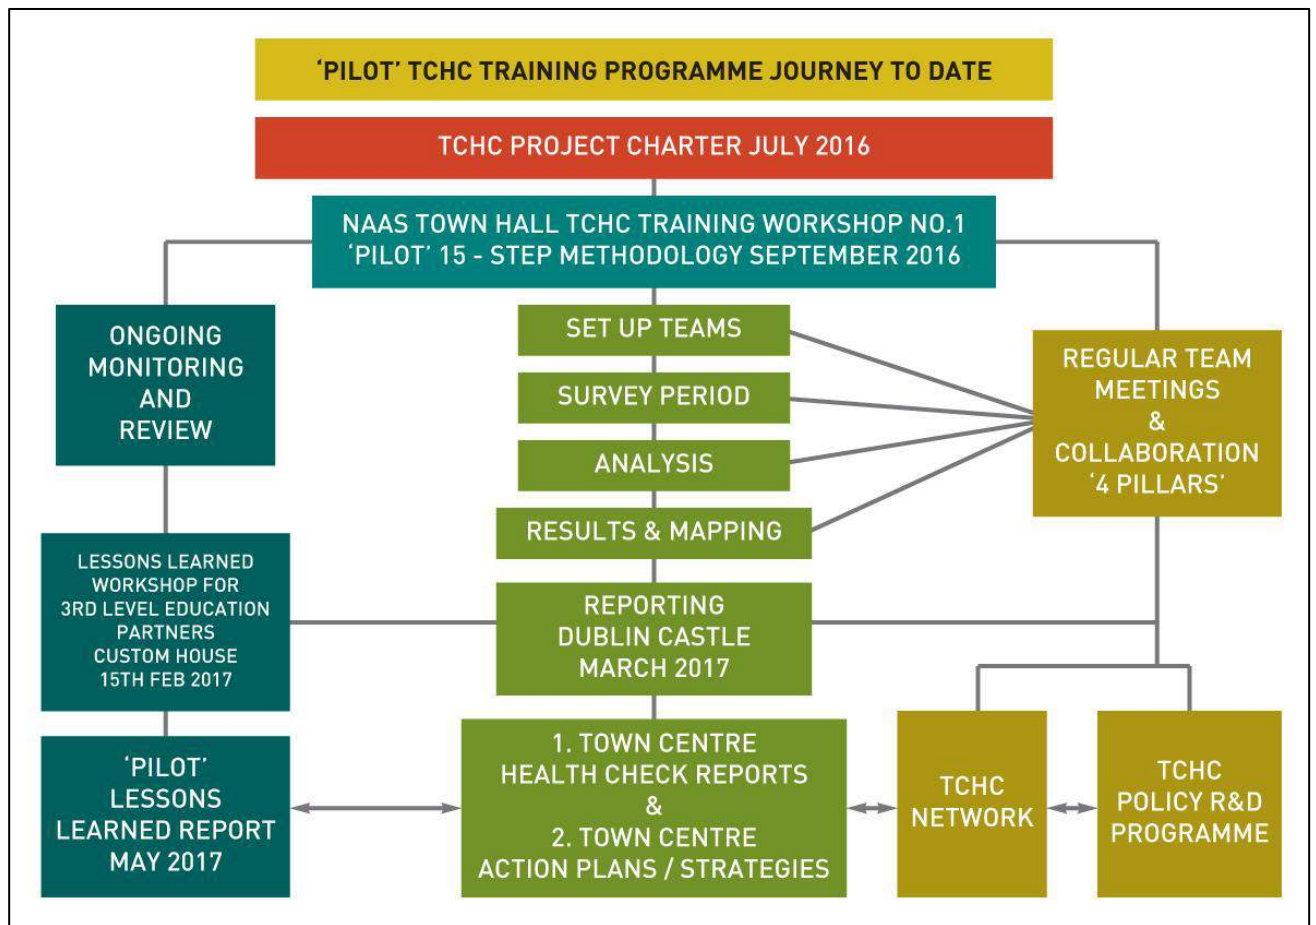 ‘PILOT’ TCHC TRAINING PROGRAMME JOURNEY TO DATE
TCHC PROJECT CHARTER JULY 2016
NAAS TOWN HALL TCHC TRAINING WORKSHOP NO.1
‘PILOT’ 15 - STEP METHODOLOGY SEPTEMBER 2016
ONGOING
MONITORING
AND
REVIEW
SET UP TEAMS
SURVEY PERIOD
ANALYSIS
RESULTS & MAPPING
REGULAR TEAM
MEETINGS
&
COLLABORATION
‘4 PILLARS’
LESSONS LEARNED
WORKSHOP FOR
3RD LEVEL EDUCATION
PARTNERS
CUSTOM HOUSE
15TH FEB 2017
REPORTING
DUBLIN CASTLE
MARCH 2017
‘PILOT’
LESSONS
LEARNED REPORT
MAY 2017
1. TOWN CENTRE
HEALTH CHECK REPORTS
&
2. TOWN CENTRE
ACTION PLANS / STRATEGIES
TCHC
NETWORK
TCHC
POLICY R&D
PROGRAMME